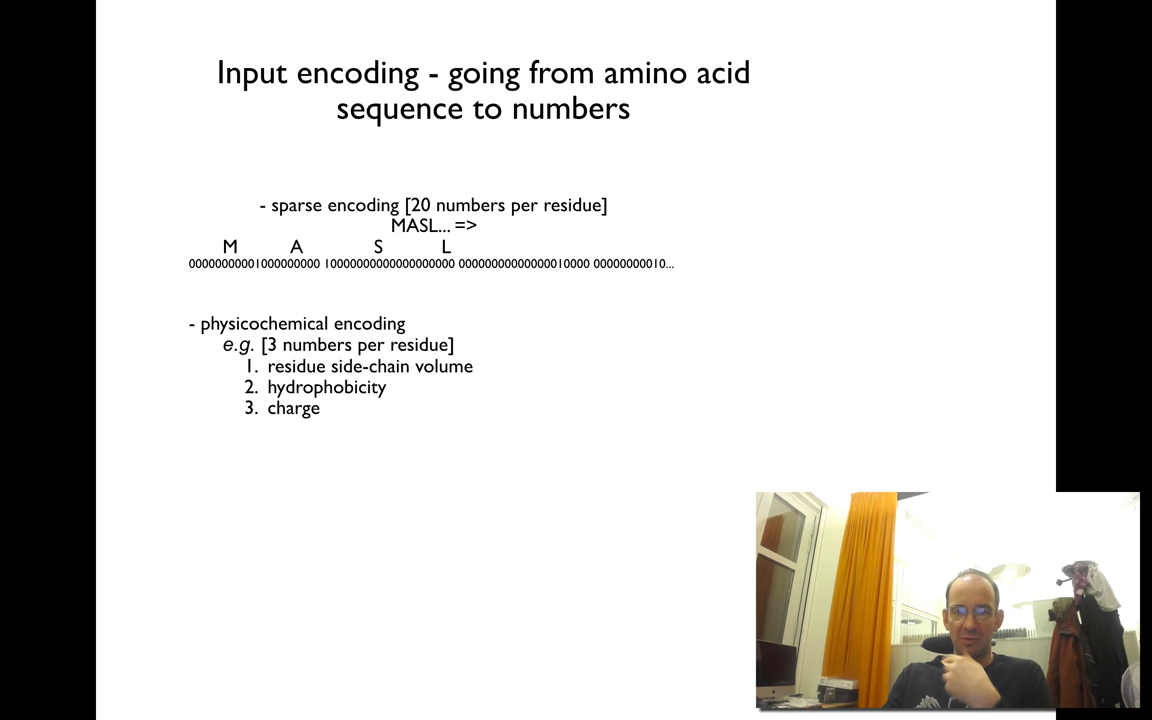 Input encoding - going from amino acid
sequence to numbers
- sparse encoding [20 numbers per residue]
MASL... =>
M A S L
00000000001000000000 10000000000000000000 00000000000000010000 000000000010...
- physicochemical encoding
e.g. [3 numbers per residue]
1. residue side-chain volume
2. hydrophobicity
3. charge